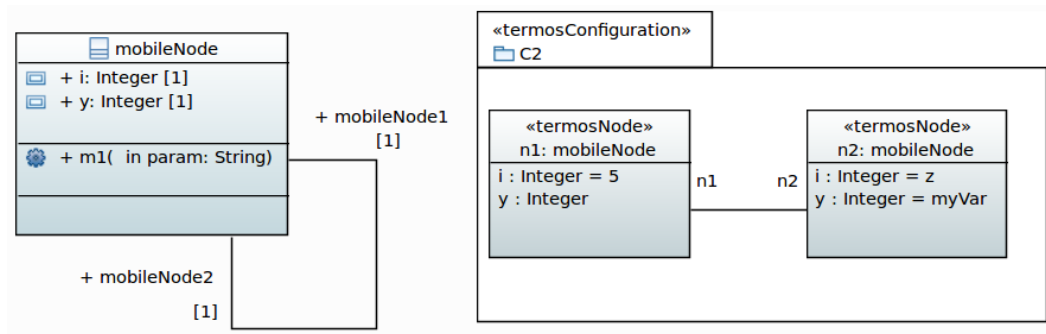 mobileNode
+ i: Integer [1]
+ y: Integer [1]
+ m1(  in param: String)
+ mobileNode1
[1]
+ mobileNode2
[1]
«termosConfiguration»
C2
«termosNode»
n1: mobileNode
i : Integer = 5
y : Integer
n1
n2
«termosNode»
n2: mobileNode
i : Integer = z
y : Integer = myVar